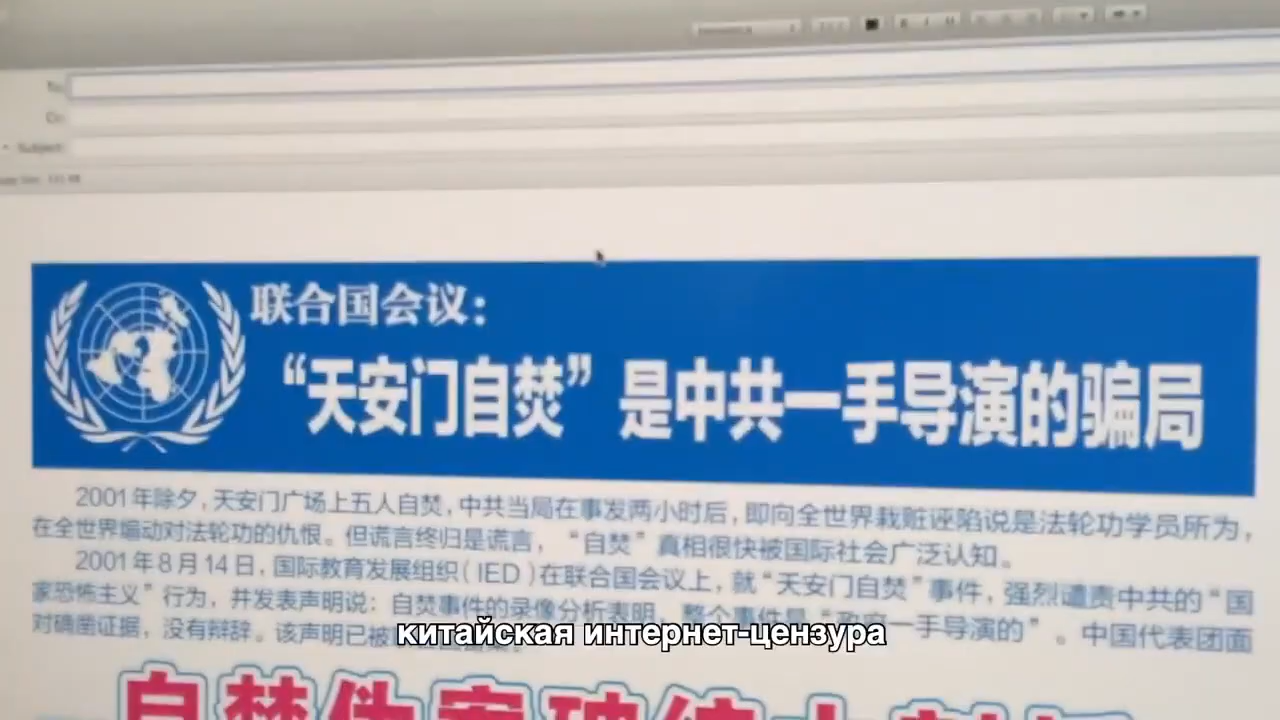 Subject:
联合国会议：
“天安门自焚”是中共一手导演的骗局
2001年除夕，天安门广场上五人自焚，中共当局在事发两小时后，即向全世界栽赃诬陷说是法轮功学员所为，
在全世界煽动对法轮功的仇恨。但谎言终归是谎言，“自焚”真相很快被国际社会广泛认知。
2001年8月14日，国际教育发展组织（IED）在联合国会议上，就“天安门自焚”事件，强烈谴责中共的“国
家恐怖主义”行为，并发表声明说：自焚事件的录像分析表明，整个事件是“政府一手导演的”。中国代表团面
对确凿证据，没有辩辞。该声明已被
китайская интернет-цензура